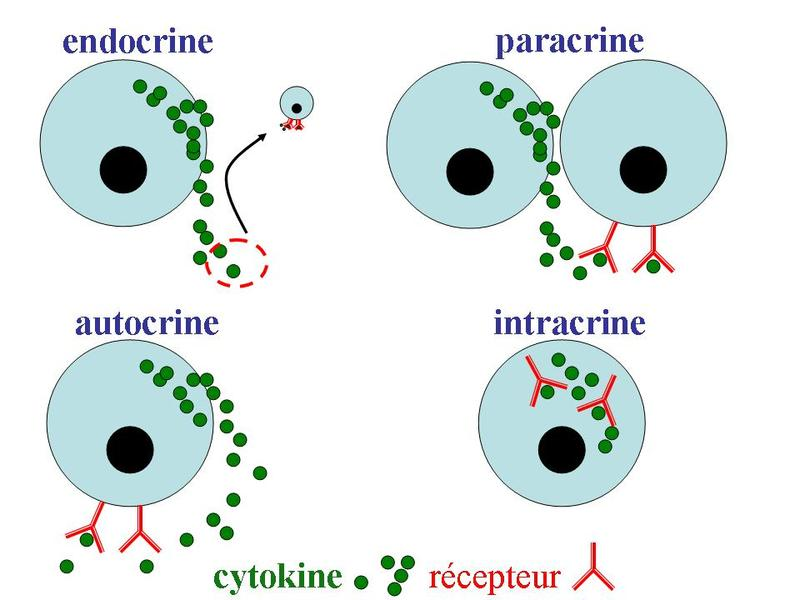 endocrine
paracrine
autocrine
intracrine
cytokine
récepteur